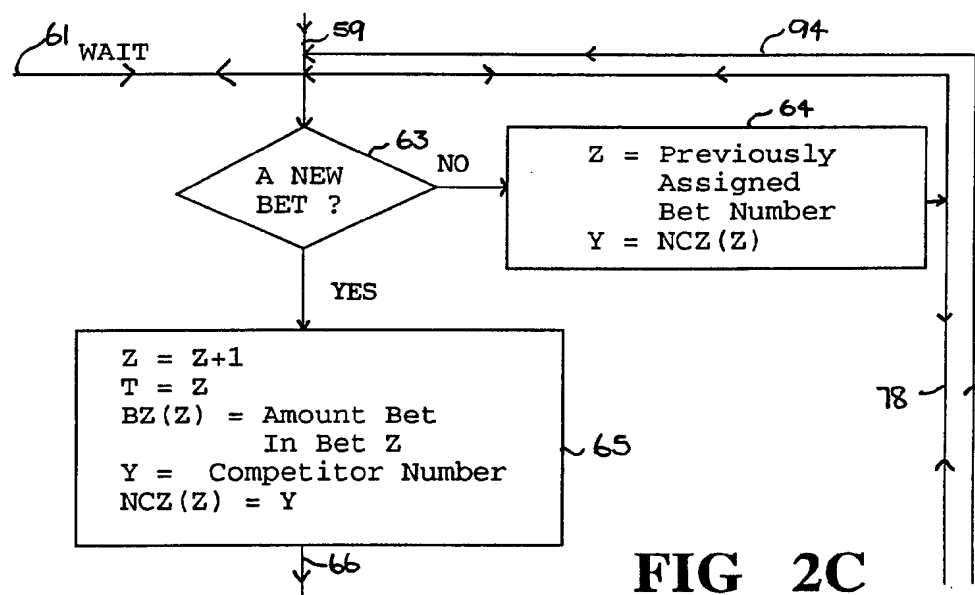 61 WAIT
59
94
63
64
A NEW
BET ?
NO
Z = Previously
Assigned
Bet Number
Y = NCZ(Z)
YES
Z = Z+1
T = Z
BZ(Z) = Amount Bet
In Bet Z
Y = Competitor Number
NCZ(Z) = Y
65
78
66
FIG 2C